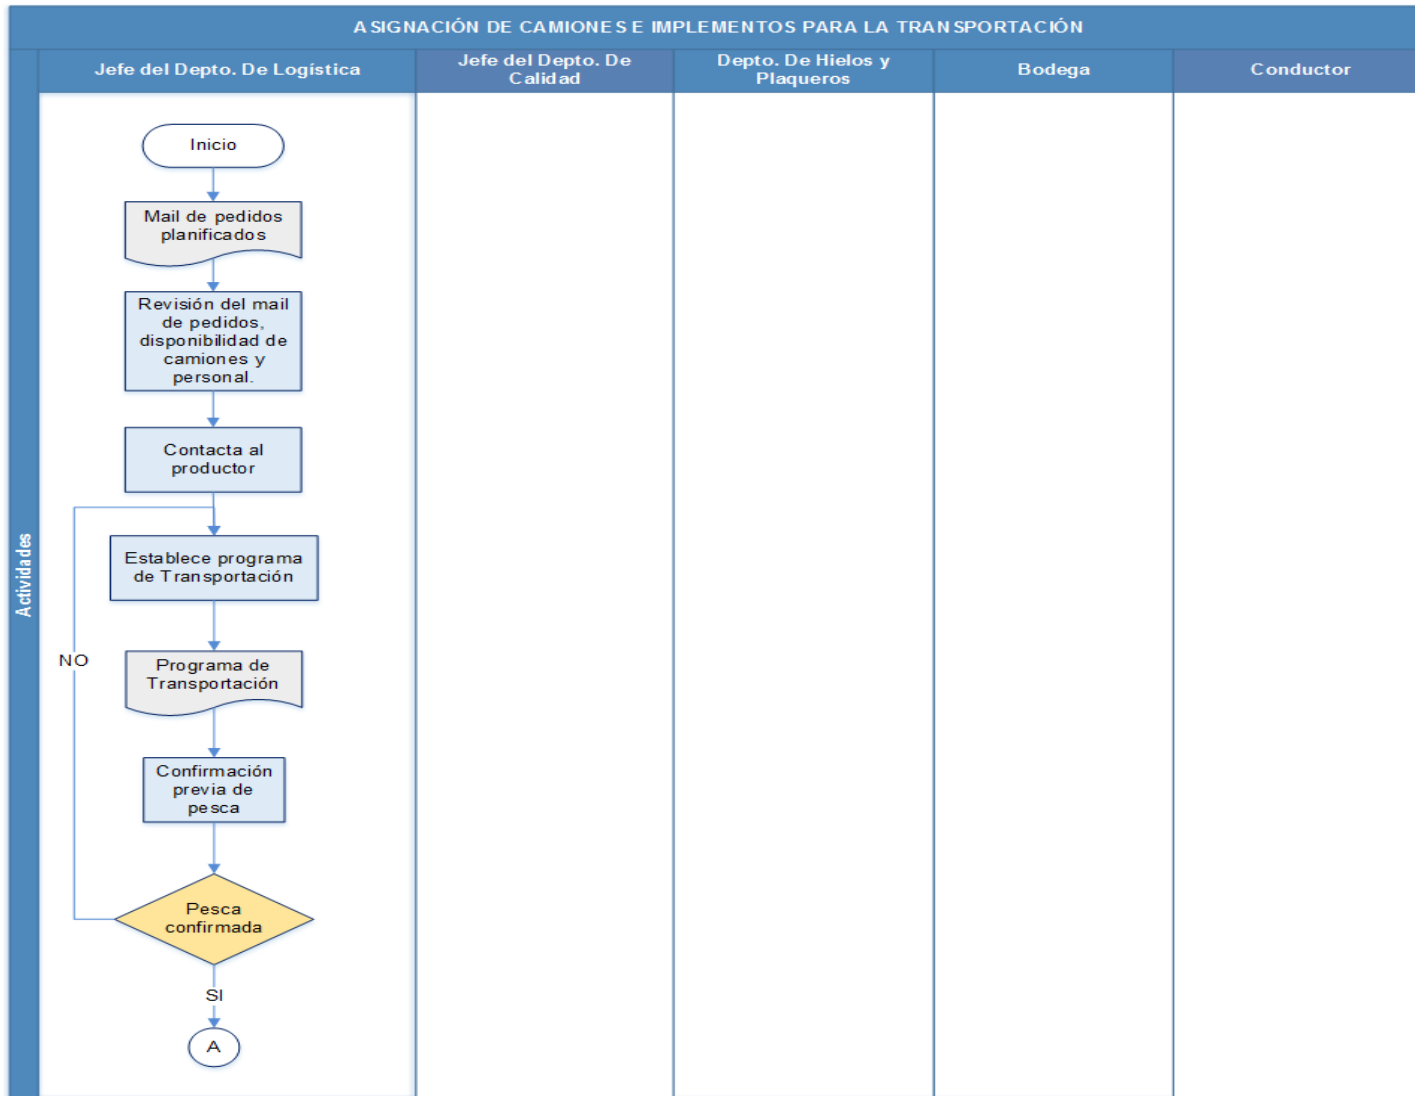 ASIGNACIÓN DE CAMIONES E IMPLEMENTOS PARA LA TRANSPORTACIÓN
Jefe del Depto. De Logística
Jefe del Depto. De
Calidad
Depto. De Hielos y
Plaqueros
Bodega
Conductor
Actividades
Inicio
Mail de pedidos
planificados
Revisión del mail
de pedidos,
disponibilidad de
camiones y
personal.
Contacta al
productor
Establece programa
de Transportación
NO
Programa de
Transportación
Confirmación
previa de
pesca
Pesca
confirmada
SI
A